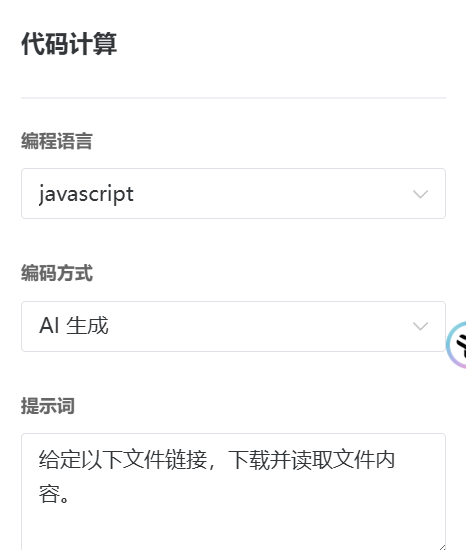 代码计算
编程语言
javascript
编码方式
AI 生成
提示词
给定以下文件链接，下载并读取文件内
容。